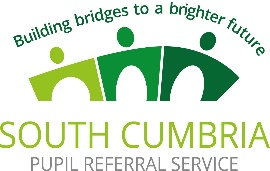 Building bridges to a brighter future
SOUTH CUMBRIA
PUPIL REFERRAL SERVICE